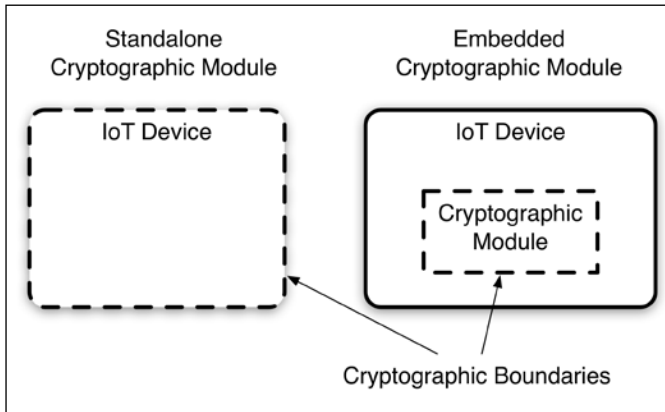 Standalone
Cryptographic Module
IoT Device
Embedded
Cryptographic Module
IoT Device
Cryptographic
Module
Cryptographic Boundaries